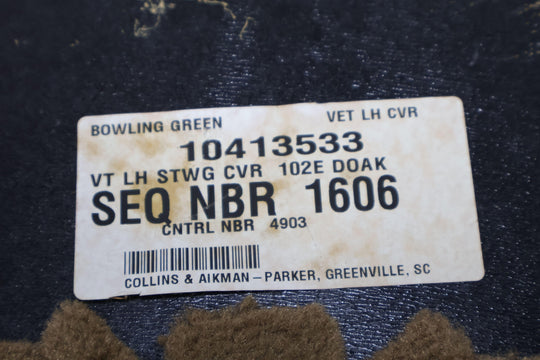 BOWLING GREEN VET LH CVR
10413533
VT LH STWG CVR 102E DOAK
SEQ NBR 1606
CNTRL NBR 4903
COLLINS & AIKMAN – PARKER, GREENVILLE, SC